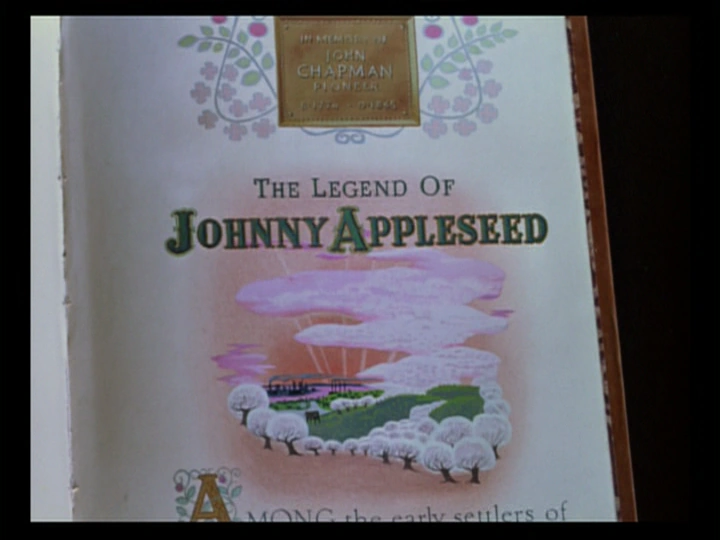 IN MEMORY OF
JOHN
CHAPMAN
PIONEER
THE LEGEND OF
JOHNNY APPLESEED
AMONG the early settlers of